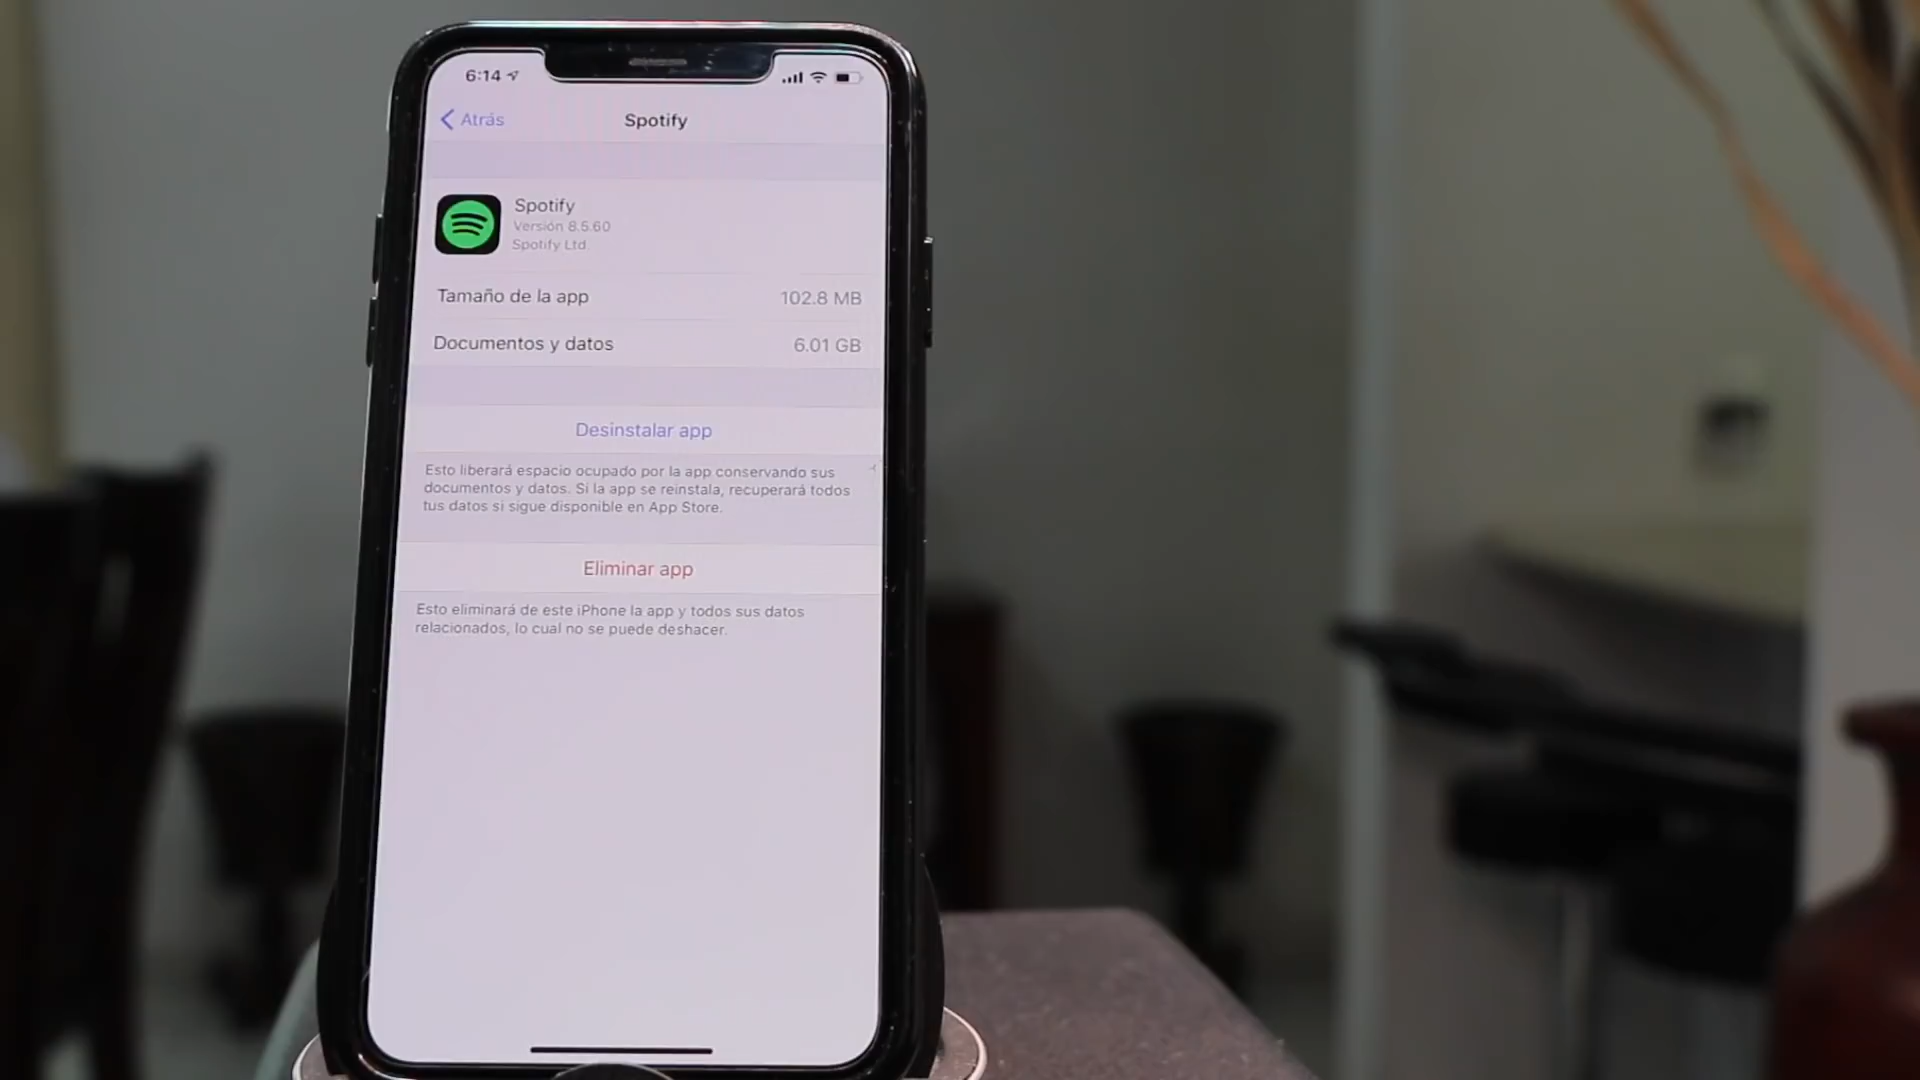 6:14
Atrás
Spotify
Spotify
Versión 8.5.60
Spotify Ltd.
Tamaño de la app 102.8 MB
Documentos y datos 6.01 GB
Desinstalar app
Esto liberará espacio ocupado por la app conservando sus
documentos y datos. Si la app se reinstala, recuperará todos
tus datos si sigue disponible en App Store.
Eliminar app
Esto eliminará de este iPhone la app y todos sus datos
relacionados, lo cual no se puede deshacer.